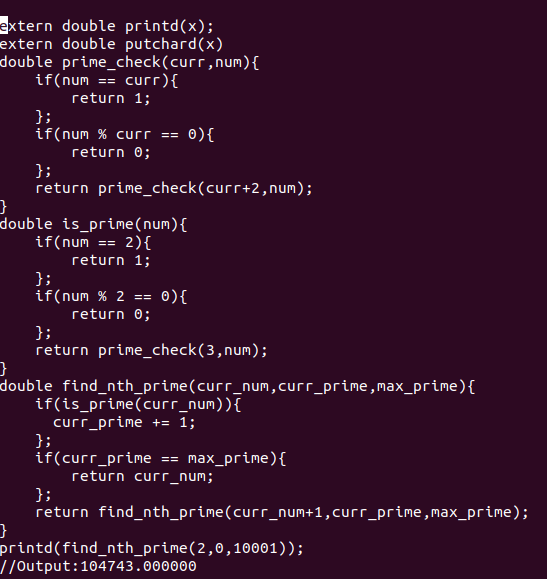 extern double printd(x);
extern double putchard(x)
double prime_check(curr,num){
    if(num == curr){
        return 1;
    };
    if(num % curr == 0){
        return 0;
    };
    return prime_check(curr+2,num);
}
double is_prime(num){
    if(num == 2){
        return 1;
    };
    if(num % 2 == 0){
        return 0;
    };
    return prime_check(3,num);
}
double find_nth_prime(curr_num,curr_prime,max_prime){
    if(is_prime(curr_num)){
      curr_prime += 1;
    };
    if(curr_prime == max_prime){
        return curr_num;
    };
    return find_nth_prime(curr_num+1,curr_prime,max_prime);
}
printd(find_nth_prime(2,0,10001));
//Output:104743.000000